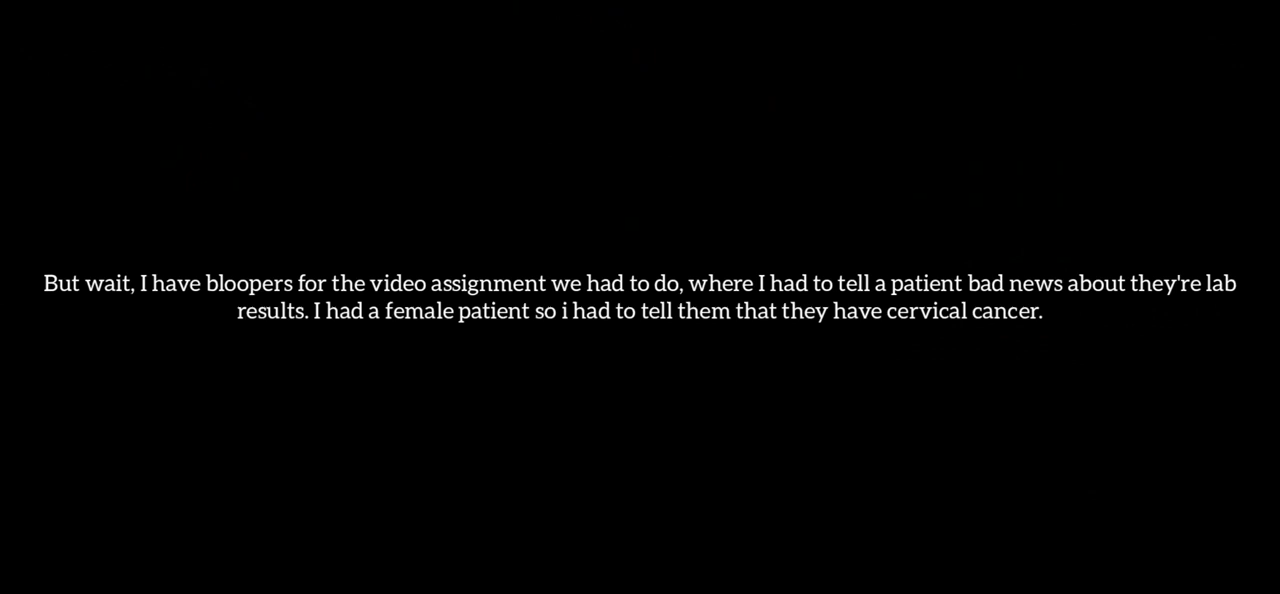 But wait, I have bloopers for the video assignment we had to do, where I had to tell a patient bad news about they're lab
results. I had a female patient so i had to tell them that they have cervical cancer.